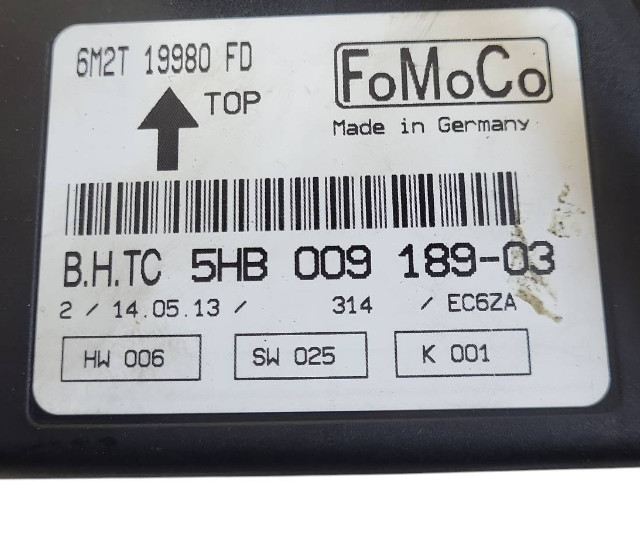 6M2T 19980 FD
FoMoCo
TOP
Made in Germany
B.H.TC 5HB 009 189-03
2 / 14.05.13 / 314 / EC6ZA
HW 006
SW 025
K 001